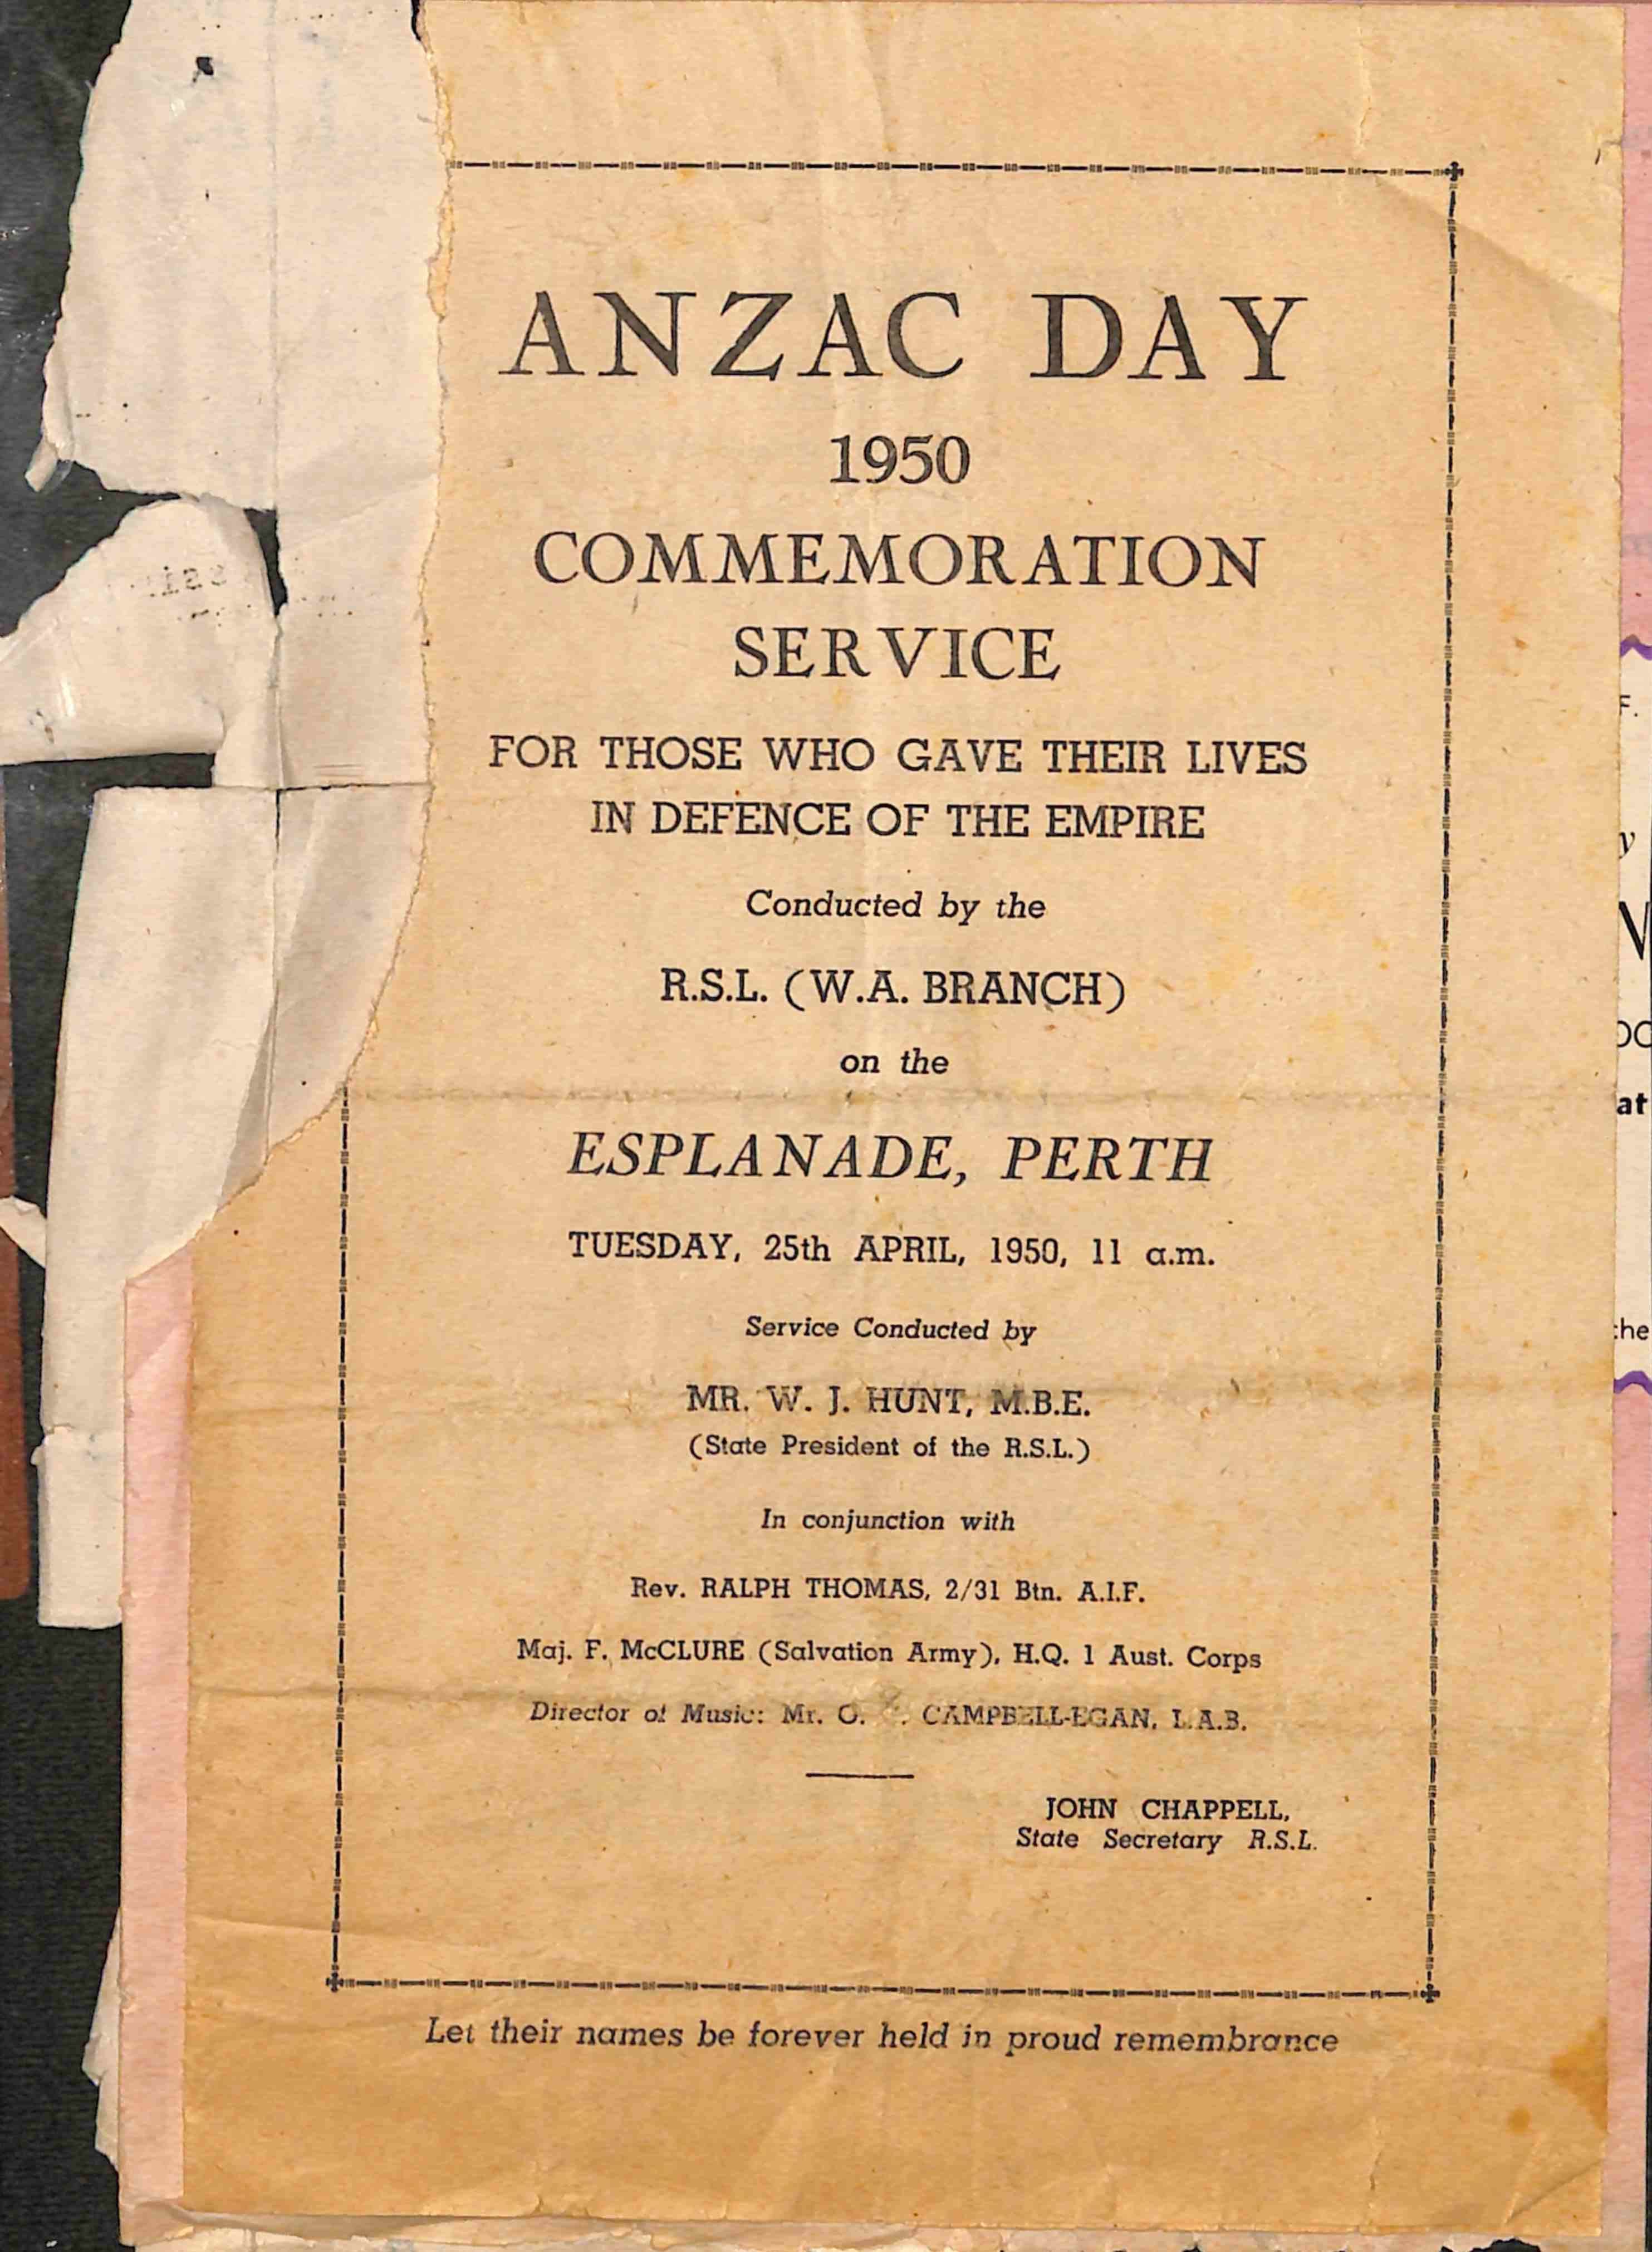 ANZAC DAY
1950
COMMEMORATION
SERVICE
FOR THOSE WHO GAVE THEIR LIVES
IN DEFENCE OF THE EMPIRE
Conducted by the
R.S.L. (W.A. BRANCH)
on the
ESPLANADE, PERTH
TUESDAY, 25th APRIL, 1950, 11 a.m.
Service Conducted by
MR. W. J. HUNT, M.B.E.
(State President of the R.S.L.)
In conjunction with
Rev. RALPH THOMAS, 2/31 Btn. A.I.F.
Maj. F. McCLURE (Salvation Army), H.Q. 1 Aust. Corps
Director of Music: Mr. O. CAMPBELL-EGAN, L.A.B.
JOHN CHAPPELL,
State Secretary R.S.L.
Let their names be forever held in proud remembrance
F.
y
at